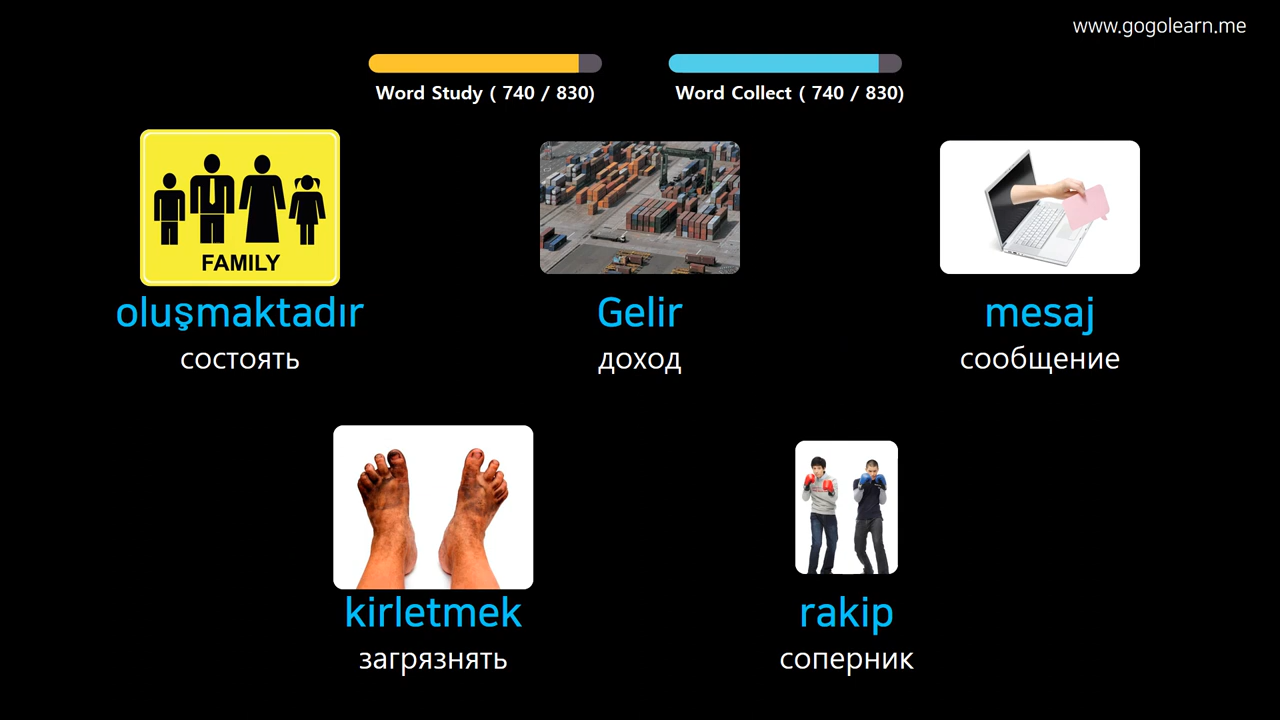 www.gogolearn.me
Word Study ( 740 / 830)
Word Collect ( 740 / 830)
FAMILY
oluşmaktadır
состоять
Gelir
доход
mesaj
сообщение
kirletmek
загрязнять
rakip
соперник